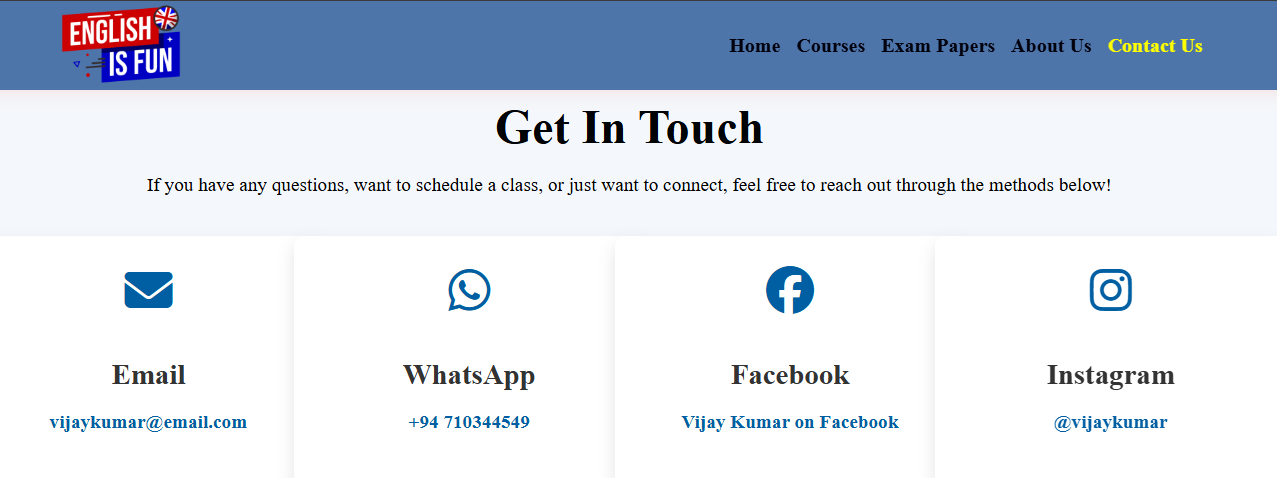 ENGLISH
IS FUN
Home Courses Exam Papers About Us Contact Us
Get In Touch
If you have any questions, want to schedule a class, or just want to connect, feel free to reach out through the methods below!
Email WhatsApp Facebook Instagram
vijaykumar@email.com +94 710344549 Vijay Kumar on Facebook @vijaykumar